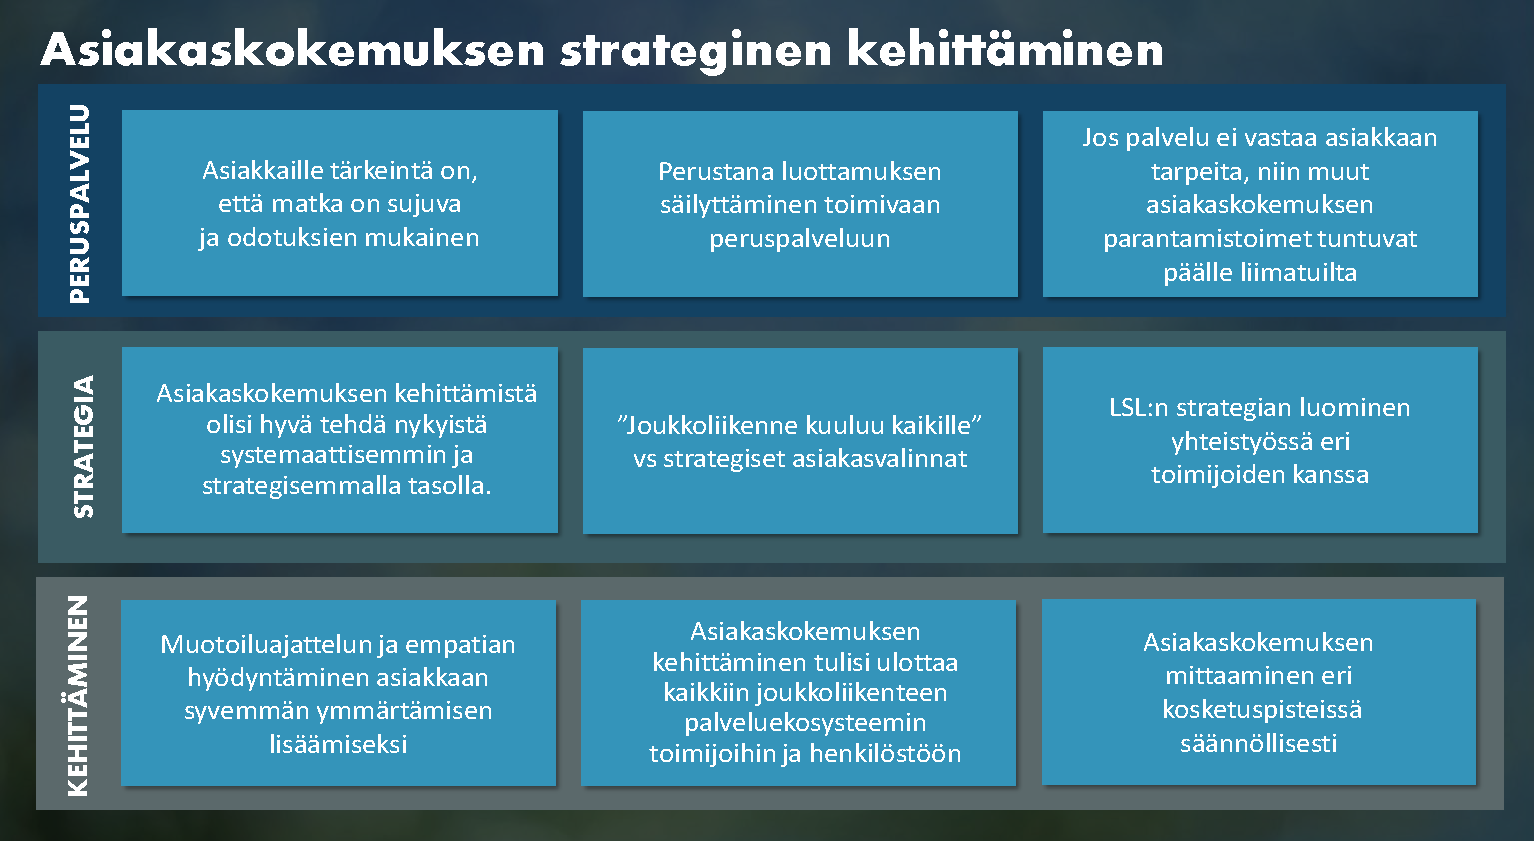 Asiakaskokemuksen strateginen kehittäminen
PERUSPALVELU
Asiakkaille tärkeintä on,
että matka on sujuva
ja odotuksien mukainen
Perustana luottamuksen
säilyttäminen toimivaan
peruspalveluun
Jos palvelu ei vastaa asiakkaan
tarpeita, niin muut
asiakaskokemuksen
parantamistoimet tuntuvat
päälle liimatuilta
STRATEGIA
Asiakaskokemuksen kehittämistä
olisi hyvä tehdä nykyistä
systemaattisemmin ja
strategisemmalla tasolla.
”Joukkoliikenne kuuluu kaikille”
vs strategiset asiakasvalinnat
LSL:n strategian luominen
yhteistyössä eri
toimijoiden kanssa
KEHITTÄMINEN
Muotoiluajattelun ja empatian
hyödyntäminen asiakkaan
syvemmän ymmärtämisen
lisäämiseksi
Asiakaskokemuksen
kehittäminen tulisi ulottaa
kaikkiin joukkoliikenteen
palveluekosysteemin
toimijoihin ja henkilöstöön
Asiakaskokemuksen
mittaaminen eri
kosketuspisteissä
säännöllisesti